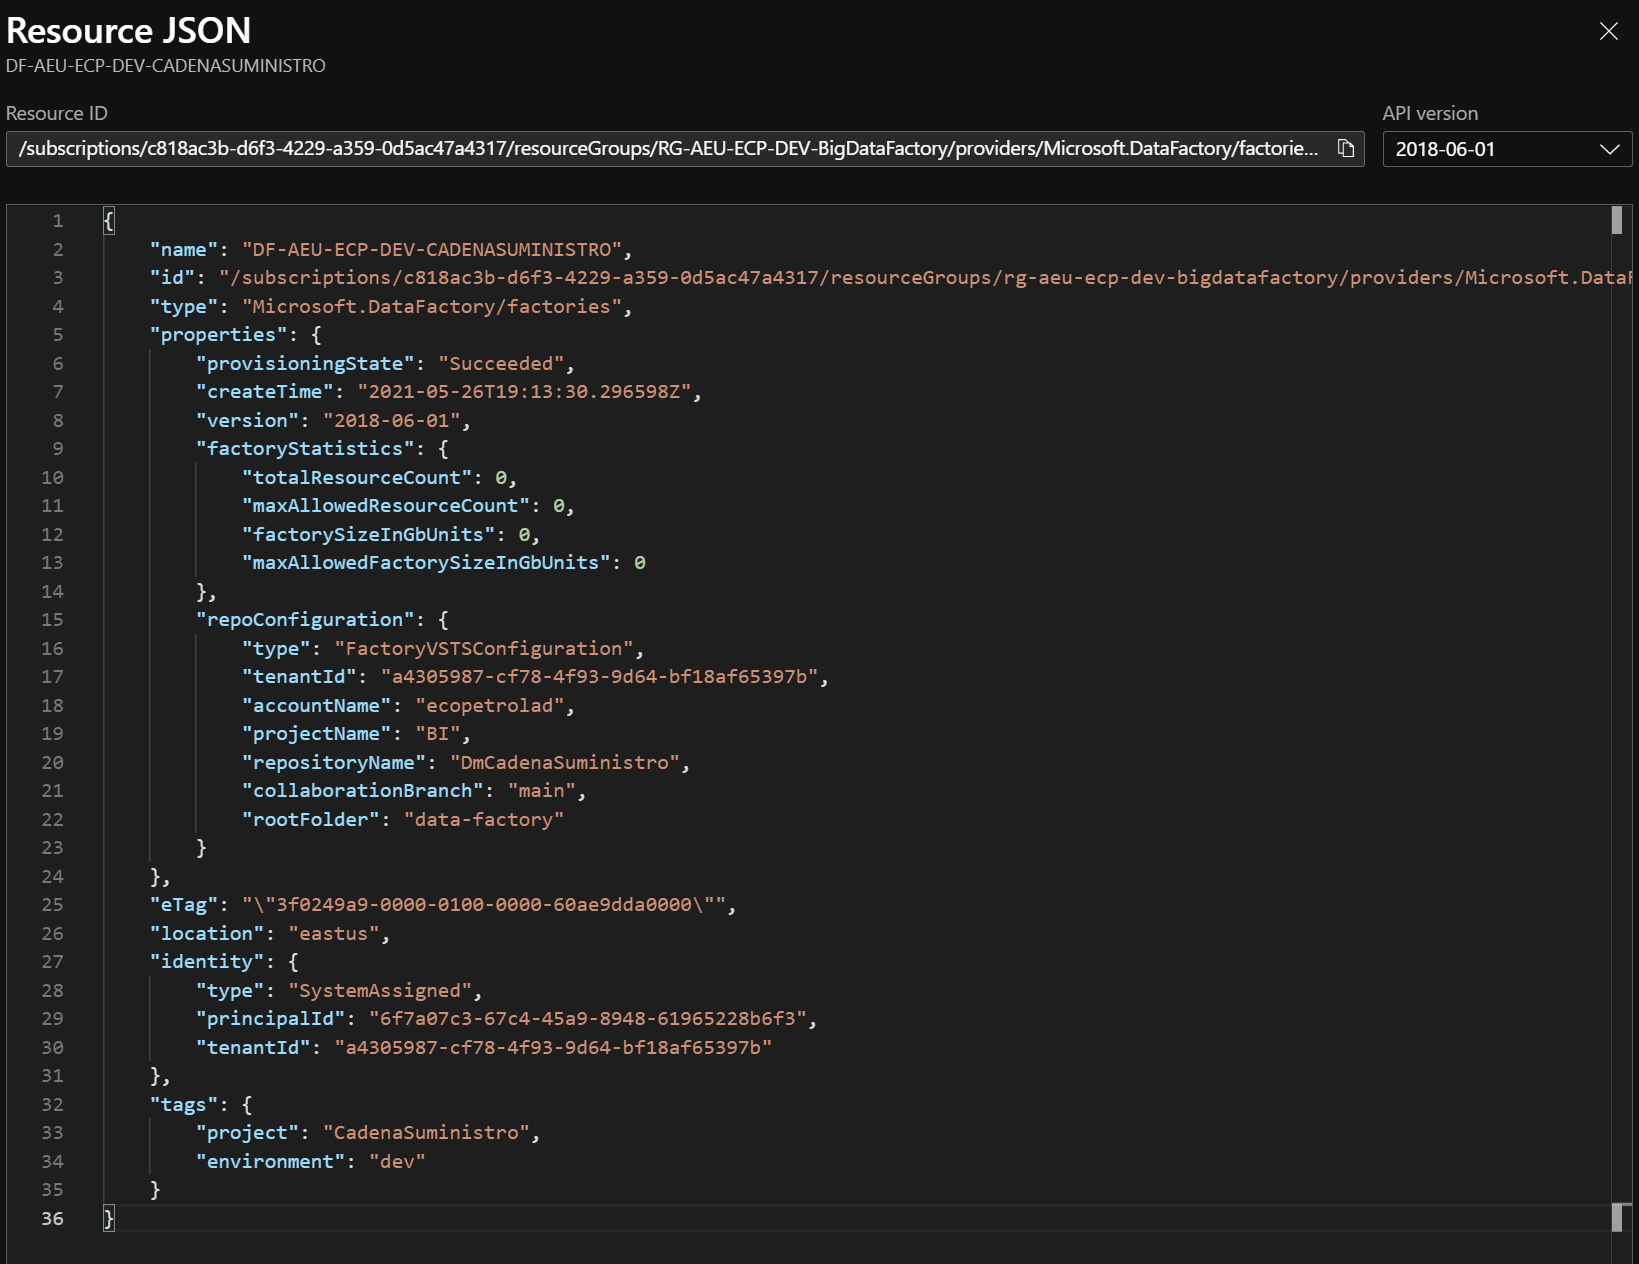 Resource JSON
DF-AEU-ECP-DEV-CADENASUMINISTRO
Resource ID
API version
/subscriptions/c818ac3b-d6f3-4229-a359-0d5ac47a4317/resourceGroups/RG-AEU-ECP-DEV-BigDataFactory/providers/Microsoft.DataFactory/factorie...
2018-06-01
1 {
2 "name": "DF-AEU-ECP-DEV-CADENASUMINISTRO",
3 "id": "/subscriptions/c818ac3b-d6f3-4229-a359-0d5ac47a4317/resourceGroups/rg-aeu-ecp-dev-bigdatafactory/providers/Microsoft.DataF
4 "type": "Microsoft.DataFactory/factories",
5 "properties": {
6 "provisioningState": "Succeeded",
7 "createTime": "2021-05-26T19:13:30.296598Z",
8 "version": "2018-06-01",
9 "factoryStatistics": {
10 "totalResourceCount": 0,
11 "maxAllowedResourceCount": 0,
12 "factorySizeInGbUnits": 0,
13 "maxAllowedFactorySizeInGbUnits": 0
14 },
15 "repoConfiguration": {
16 "type": "FactoryVSTSConfiguration",
17 "tenantId": "a4305987-cf78-4f93-9d64-bf18af65397b",
18 "accountName": "ecopetrolad",
19 "projectName": "BI",
20 "repositoryName": "DmCadenaSuministro",
21 "collaborationBranch": "main",
22 "rootFolder": "data-factory"
23 }
24 },
25 "eTag": "\"3f0249a9-0000-0100-0000-60ae9dda0000\"",
26 "location": "eastus",
27 "identity": {
28 "type": "SystemAssigned",
29 "principalId": "6f7a07c3-67c4-45a9-8948-61965228b6f3",
30 "tenantId": "a4305987-cf78-4f93-9d64-bf18af65397b"
31 },
32 "tags": {
33 "project": "CadenaSuministro",
34 "environment": "dev"
35 }
36 }